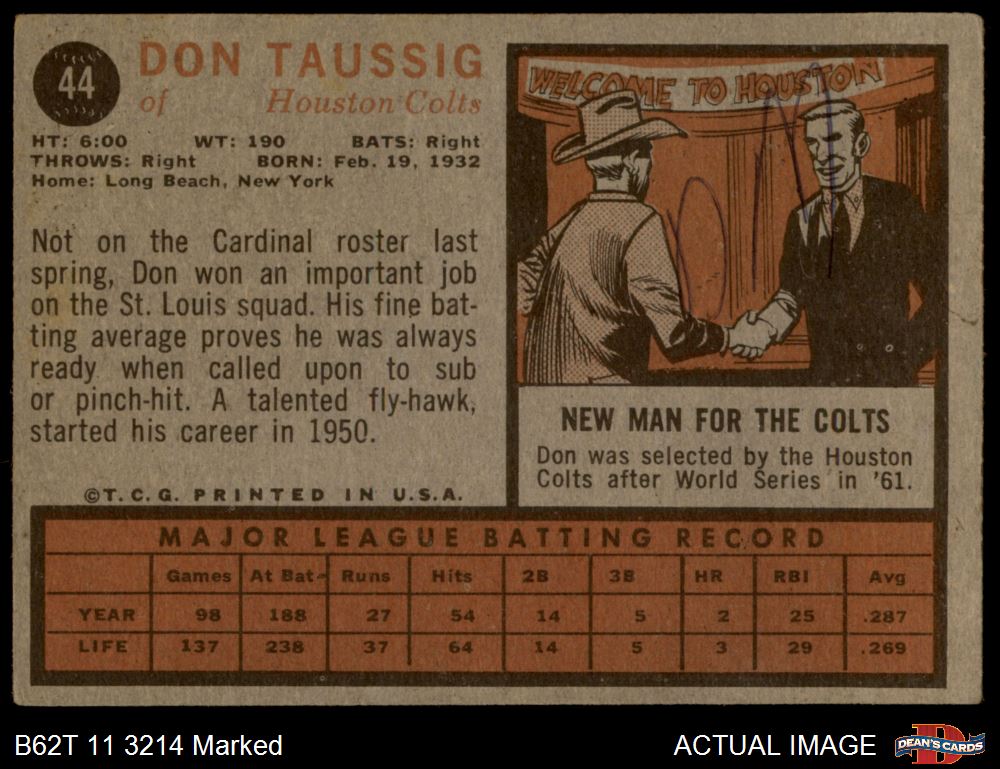 44
DON TAUSSIG
of Houston Colts
HT: 6:00 WT: 190 BATS: Right
THROWS: Right BORN: Feb. 19, 1932
Home: Long Beach, New York
Not on the Cardinal roster last
spring, Don won an important job
on the St. Louis squad. His fine bat-
ting average proves he was always
ready when called upon to sub
or pinch-hit. A talented fly-hawk,
started his career in 1950.
©T.C.G. PRINTED IN U.S.A.
WELCOME TO HOUSTON
NEW MAN FOR THE COLTS
Don was selected by the Houston
Colts after World Series in '61.
MAJOR LEAGUE BATTING RECORD
Games At Bat Runs Hits 2B 3B HR RBI Avg
YEAR 98 188 27 54 14 5 2 25 .287
LIFE 137 238 37 64 14 5 3 29 .269
B62T 11 3214 Marked
ACTUAL IMAGE
D
DEAN'S CARDS